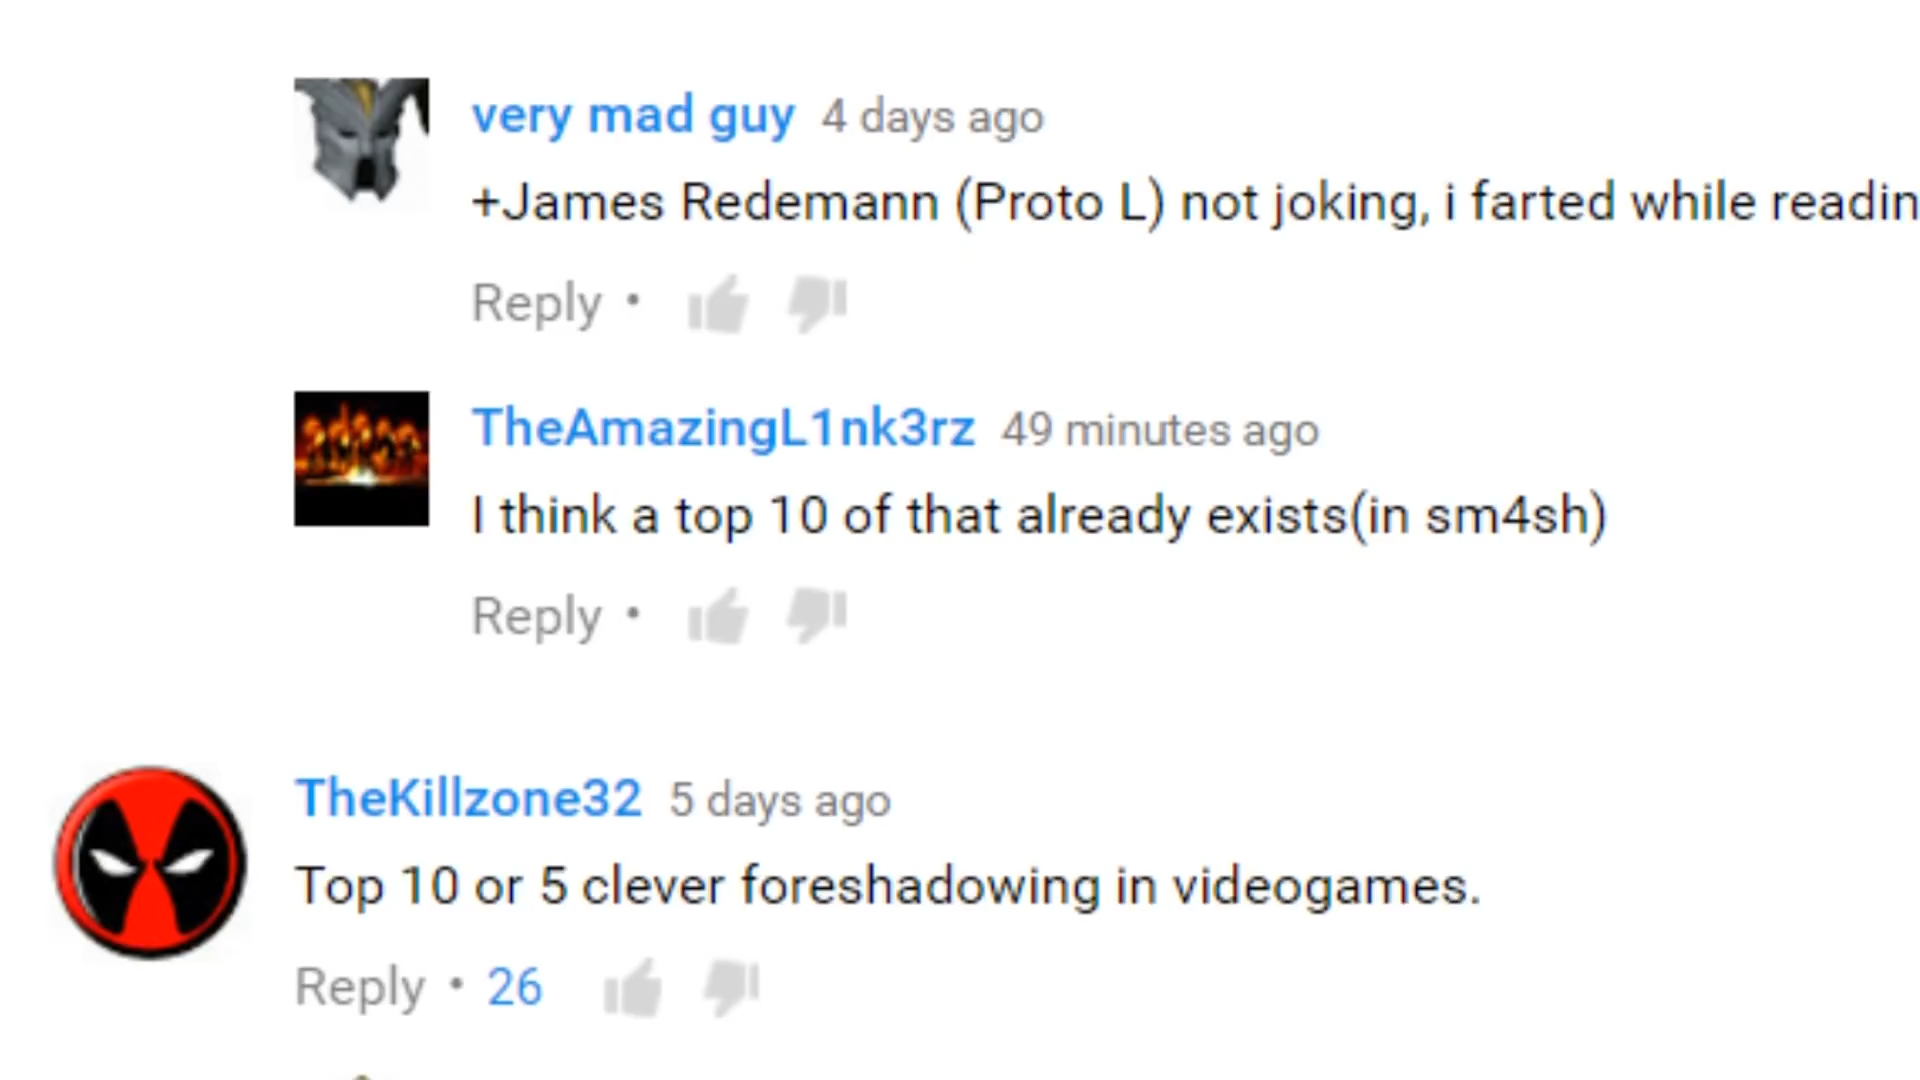 very mad guy 4 days ago
+James Redemann (Proto L) not joking, i farted while readin
Reply •
TheAmazingL1nk3rz 49 minutes ago
I think a top 10 of that already exists(in sm4sh)
Reply •
TheKillzone32 5 days ago
Top 10 or 5 clever foreshadowing in videogames.
Reply • 26